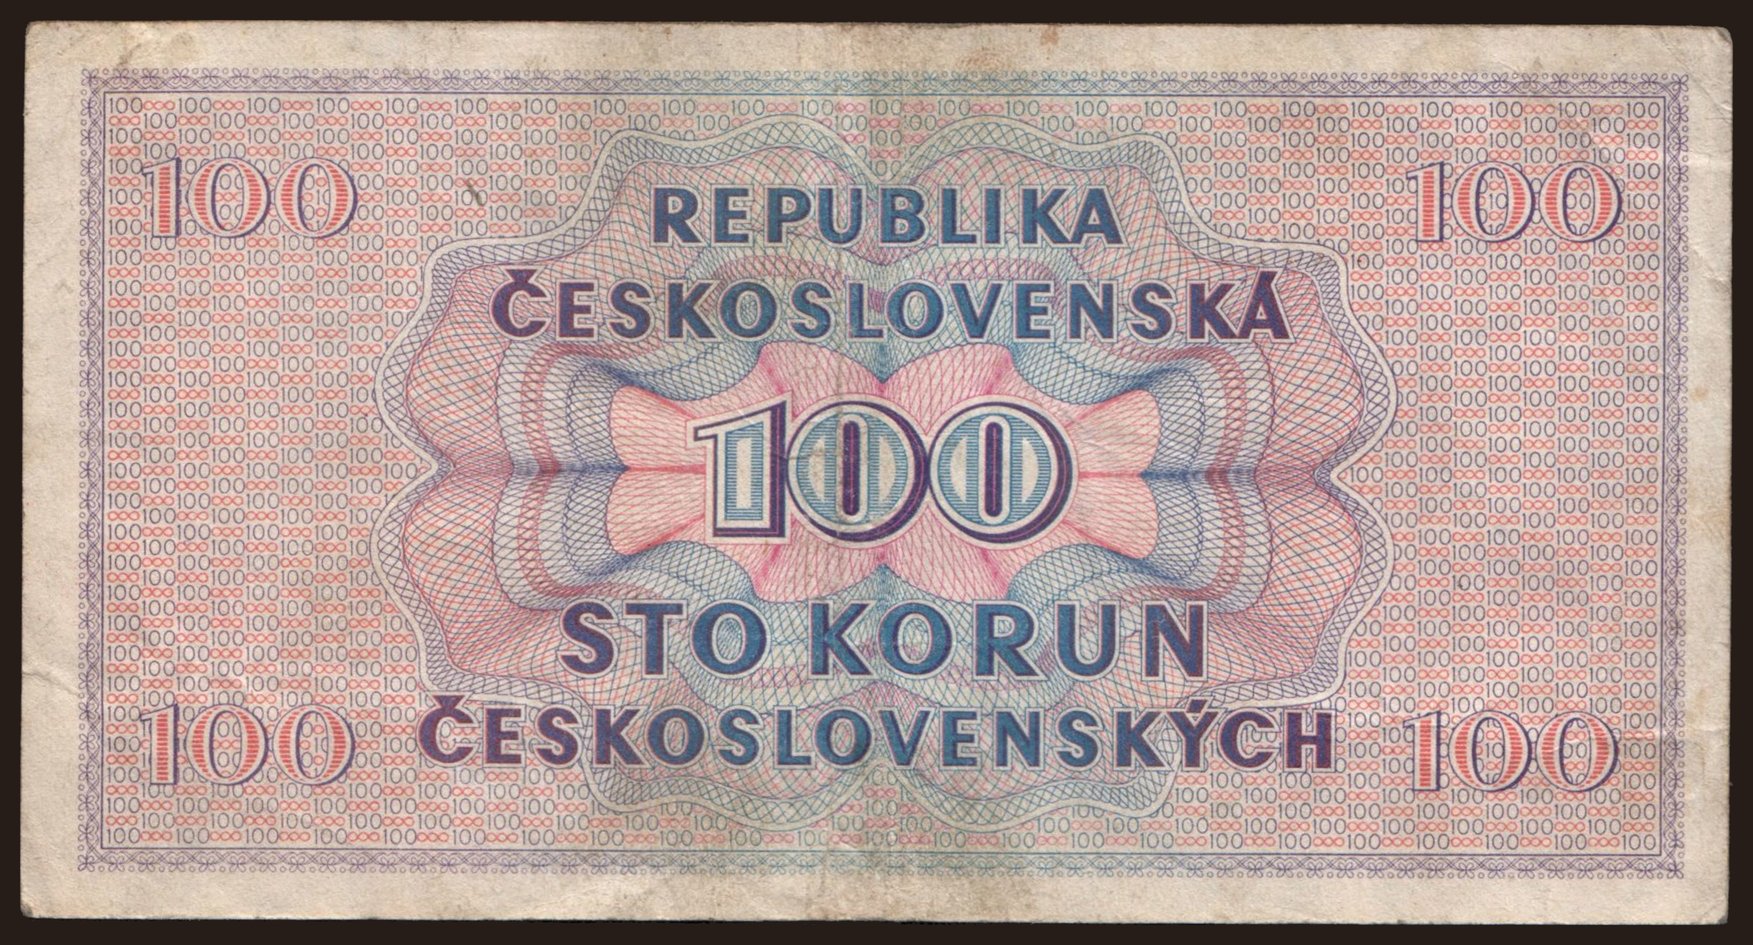 100 100
REPUBLIKA
ČESKOSLOVENSKÁ
100
STO KORUN
ČESKOSLOVENSKÝCH
100 100